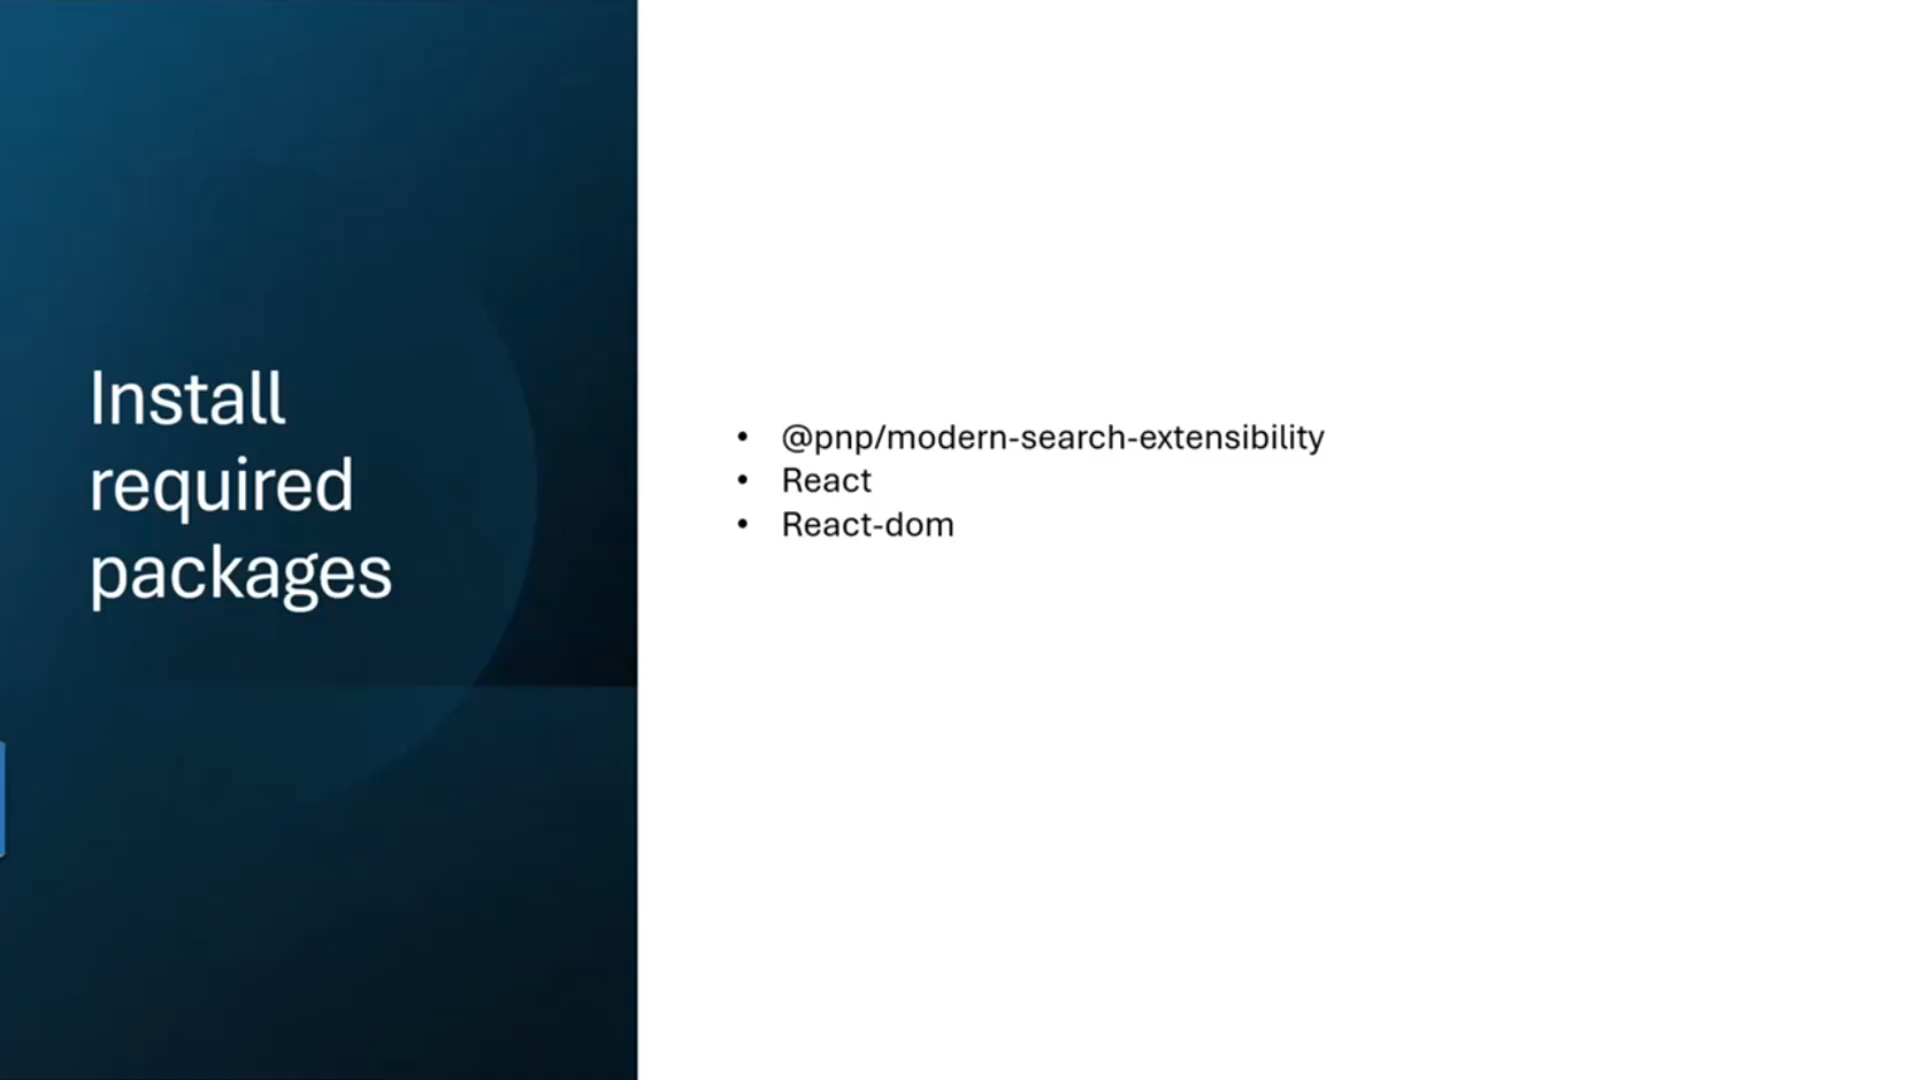 Install
required
packages
• @pnp/modern-search-extensibility
• React
• React-dom